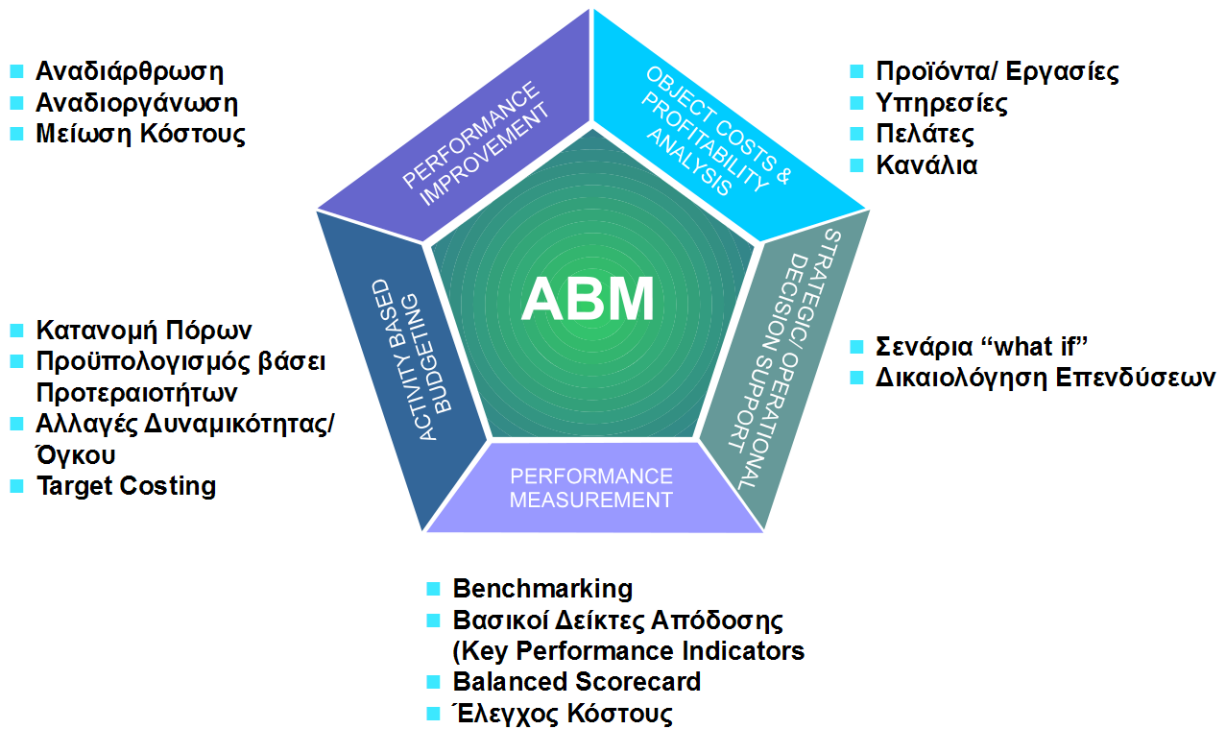 Αναδιάρθρωση
Αναδιοργάνωση
Μείωση Κόστους
PERFORMANCE
IMPROVEMENT
OBJECT COSTS &
PROFITABILITY
ANALYSIS
Προϊόντα/ Εργασίες
Υπηρεσίες
Πελάτες
Κανάλια
ABM
Κατανομή Πόρων
Προϋπολογισμός βάσει
Προτεραιοτήτων
Αλλαγές Δυναμικότητας/
Όγκου
Target Costing
ACTIVITY BASED
BUDGETING
STRATEGIC/ OPERATIONAL
DECISION SUPPORT
Σενάρια “what if”
Δικαιολόγηση Επενδύσεων
PERFORMANCE
MEASUREMENT
Benchmarking
Βασικοί Δείκτες Απόδοσης
(Key Performance Indicators
Balanced Scorecard
Έλεγχος Κόστους